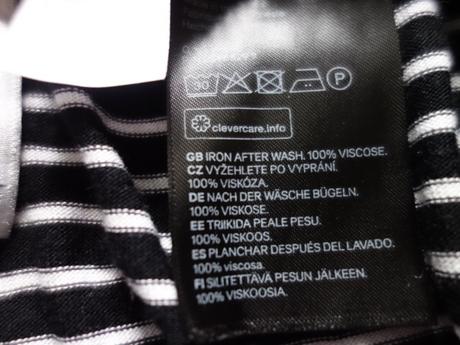 30 P
clevercare.info
GB IRON AFTER WASH. 100% VISCOSE.
CZ VYŽEHLETE PO VYPRÁNÍ.
100% VISKÓZA.
DE NACH DER WÄSCHE BÜGELN.
100% VISKOSE.
EE TRIIKIDA PEALE PESU.
100% VISKOOS.
ES PLANCHAR DESPUÉS DEL LAVADO.
100% viscosa.
FI SILITETTÄVÄ PESUN JÄLKEEN.
100% VISKOOSIA.